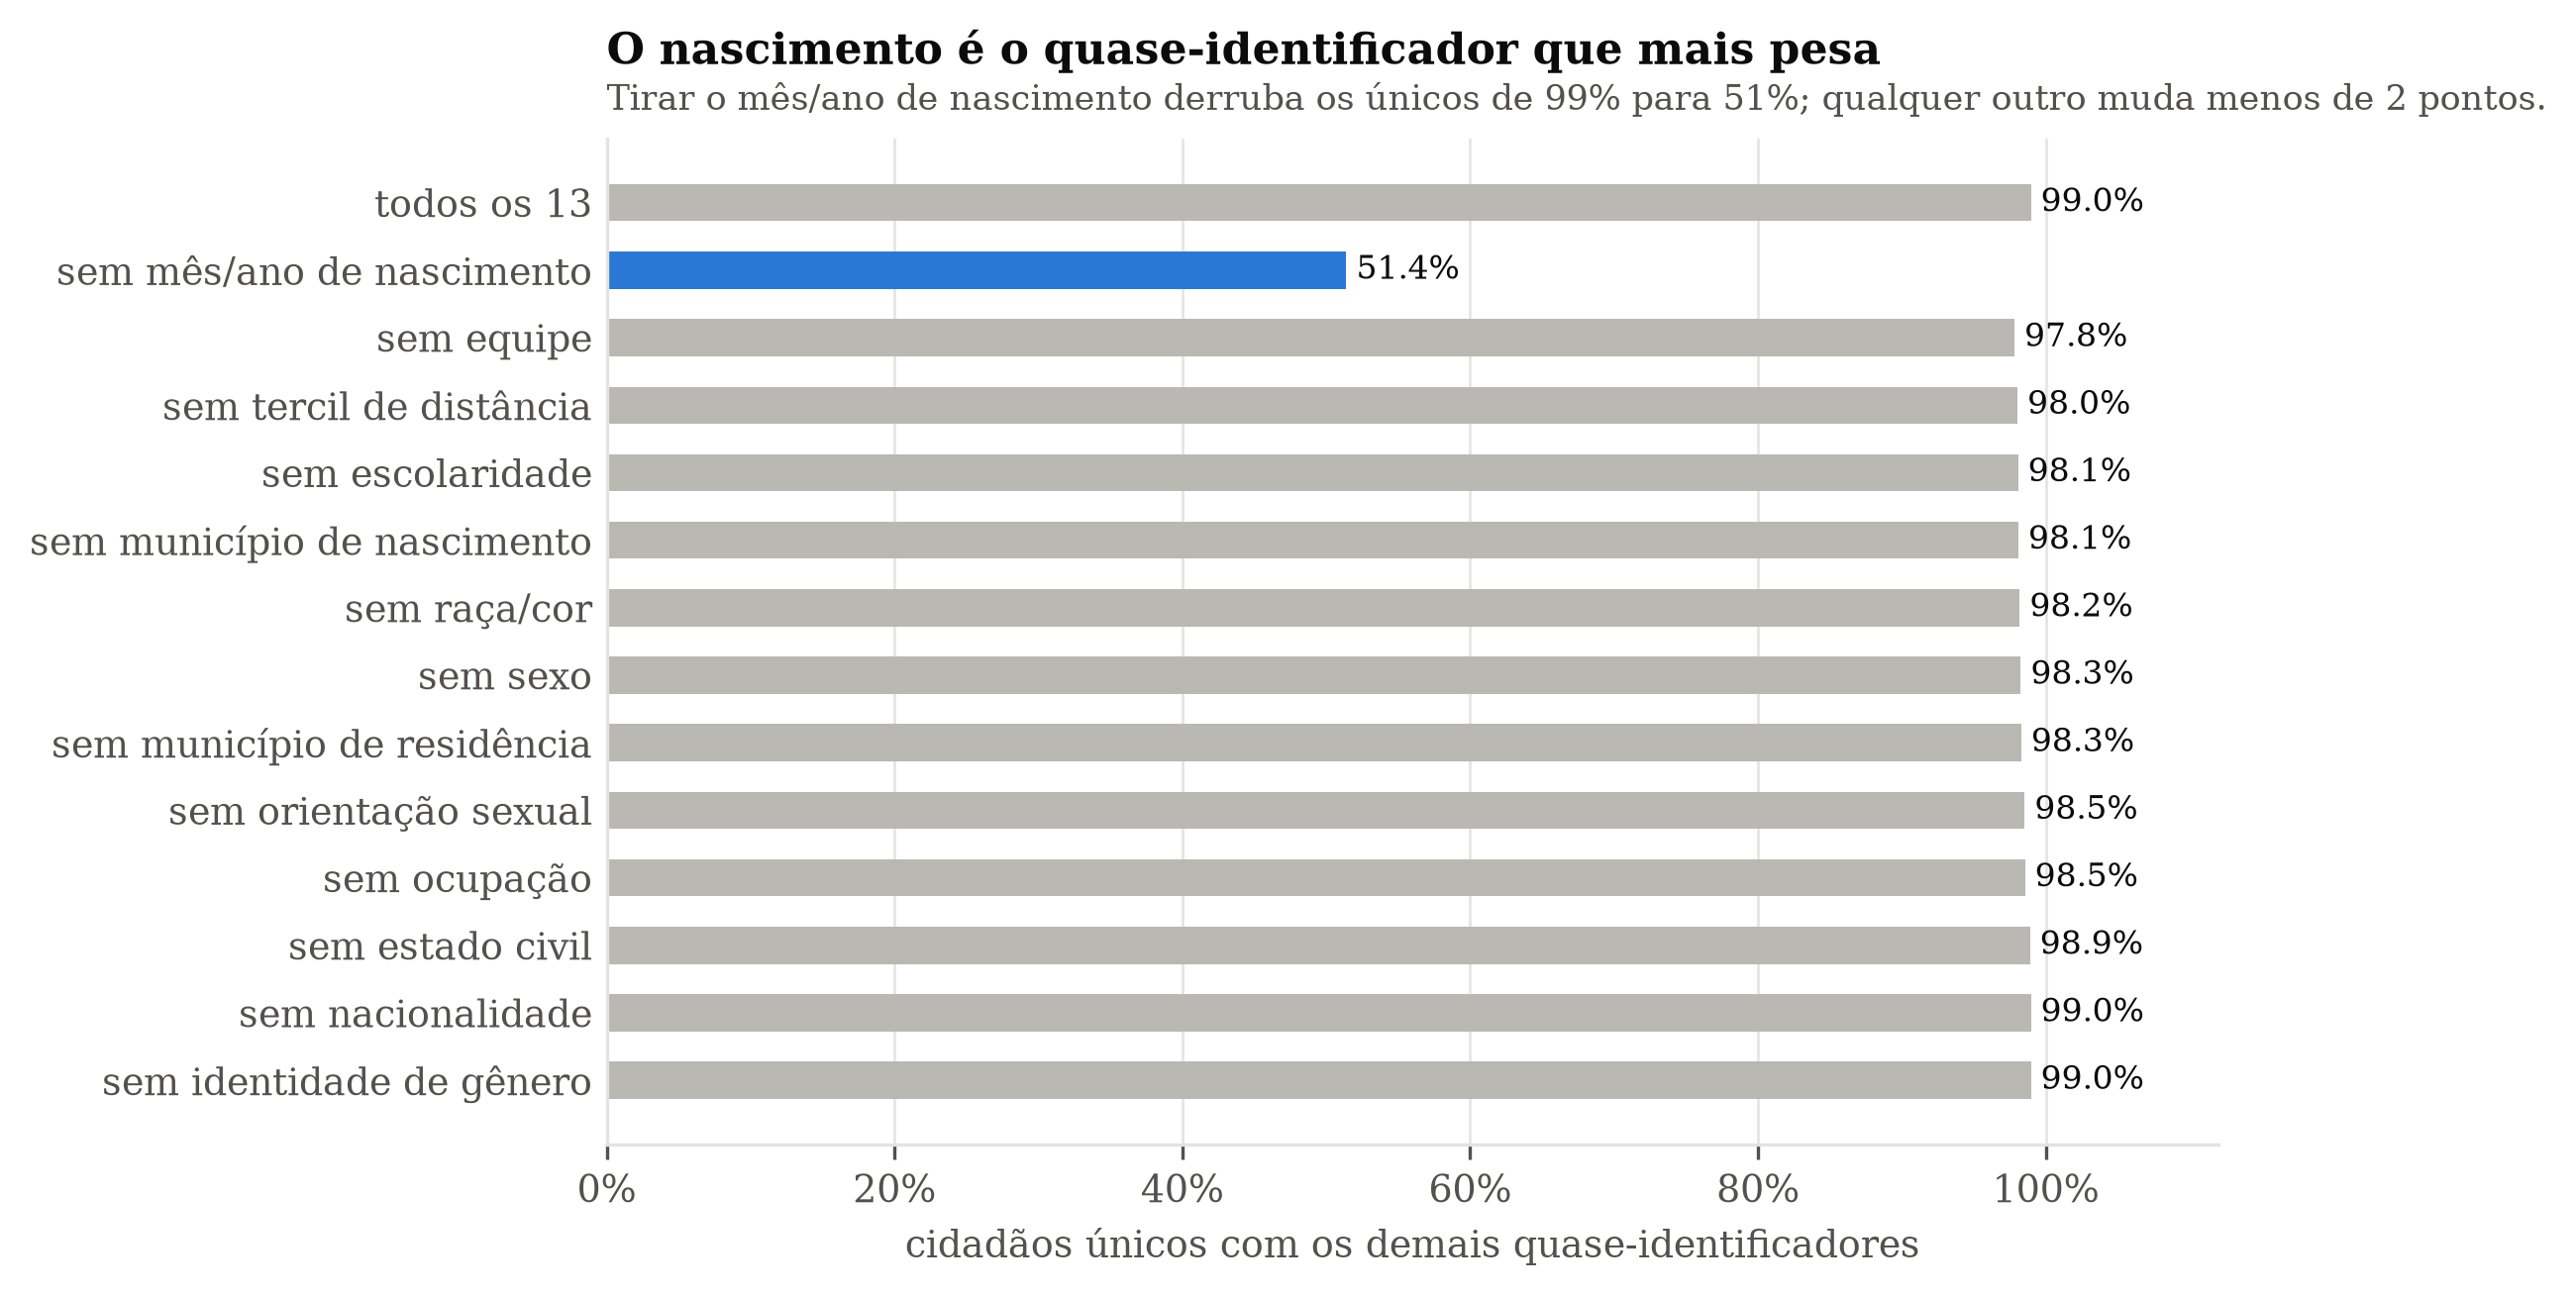 O nascimento é o quase-identificador que mais pesa
Tirar o mês/ano de nascimento derruba os únicos de 99% para 51%; qualquer outro muda menos de 2 pontos.
todos os 13 99.0%
sem mês/ano de nascimento 51.4%
sem equipe 97.8%
sem tercil de distância 98.0%
sem escolaridade 98.1%
sem município de nascimento 98.1%
sem raça/cor 98.2%
sem sexo 98.3%
sem município de residência 98.3%
sem orientação sexual 98.5%
sem ocupação 98.5%
sem estado civil 98.9%
sem nacionalidade 99.0%
sem identidade de gênero 99.0%
0% 20% 40% 60% 80% 100%
cidadãos únicos com os demais quase-identificadores